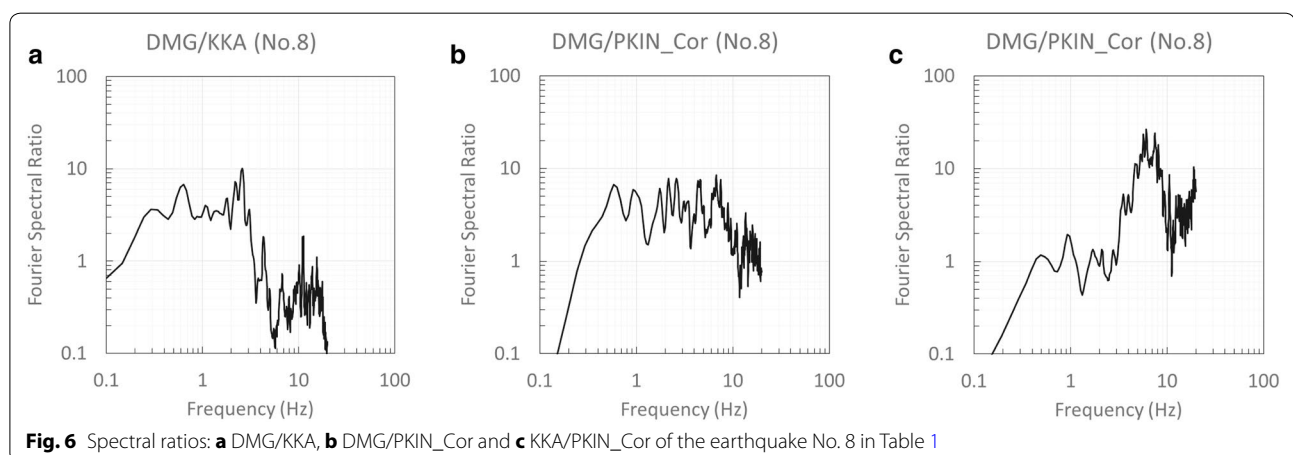 a
DMG/KKA (No.8)
100
10
1
0.1
Fourier Spectral Ratio
0.1
1
10
100
Frequency (Hz)
b
DMG/PKIN_Cor (No.8)
100
10
1
0.1
Fourier Spectral Ratio
0.1
1
10
100
Frequency (Hz)
c
DMG/PKIN_Cor (No.8)
100
10
1
0.1
Fourier Spectral Ratio
0.1
1
10
100
Frequency (Hz)
Fig. 6 Spectral ratios: a DMG/KKA, b DMG/PKIN_Cor and c KKA/PKIN_Cor of the earthquake No. 8 in Table 1